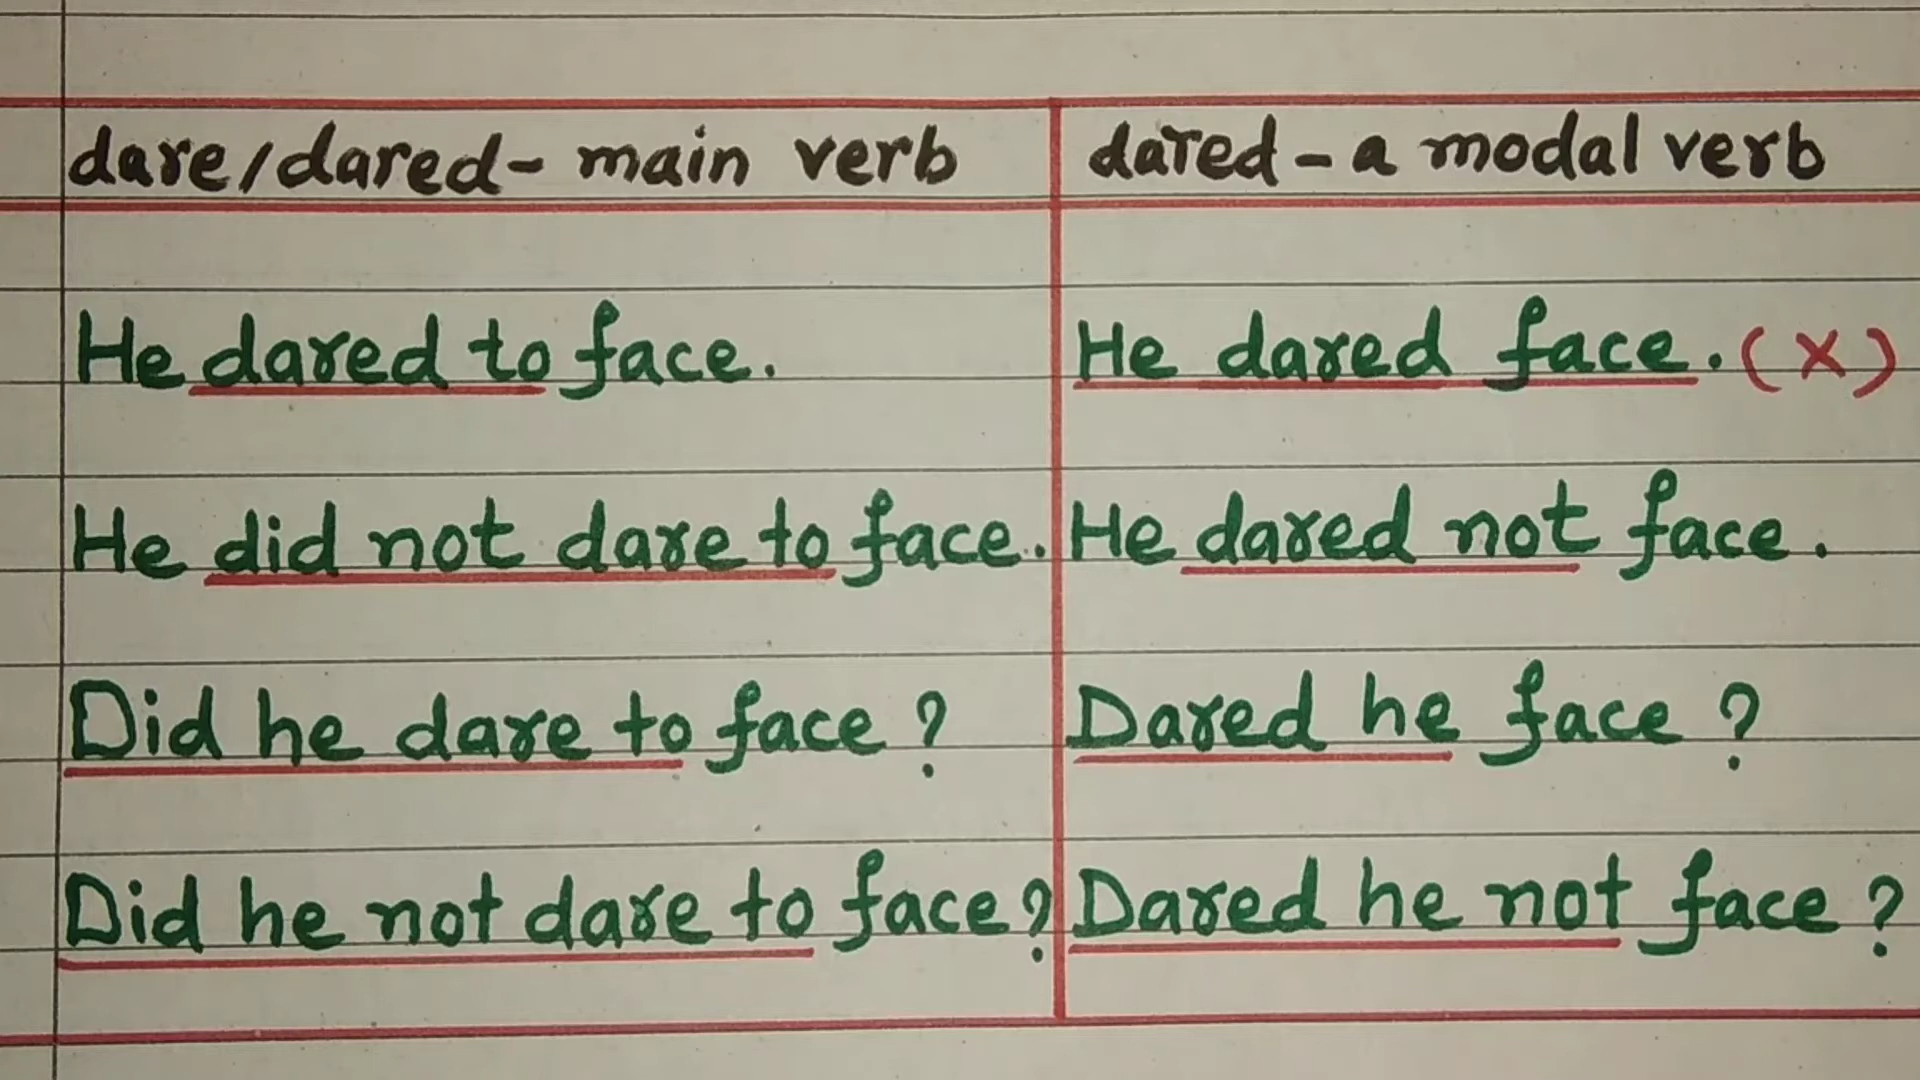 dare/dared- main verb
dared - a modal verb
He dared to face.
He dared face. (x)
He did not dare to face.
He dared not face.
Did he dare to face?
Dared he face?
Did he not dare to face?
Dared he not face?